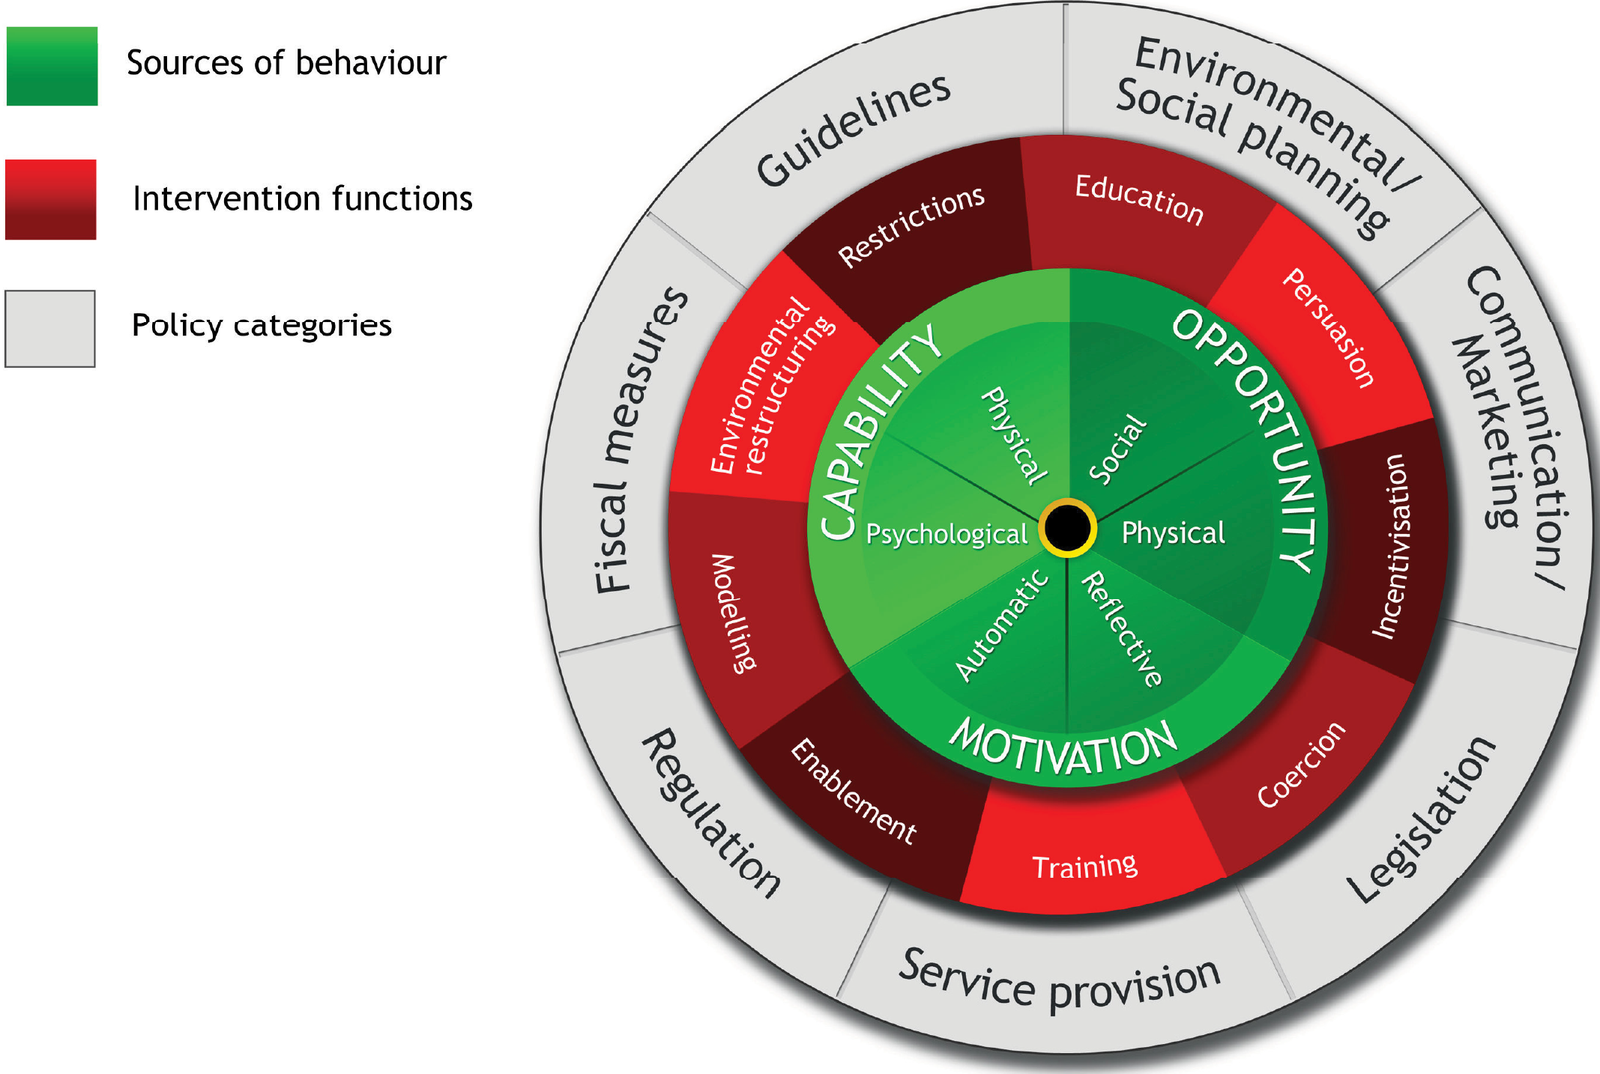 Sources of behaviour
Intervention functions
Policy categories
Guidelines
Environmental/
Social planning
Communication/
Marketing
Legislation
Service provision
Regulation
Fiscal measures
Restrictions
Education
Persuasion
Incentivisation
Coercion
Training
Enablement
Modelling
Environmental
restructuring
CAPABILITY
OPPORTUNITY
MOTIVATION
Physical
Social
Psychological
Physical
Automatic
Reflective